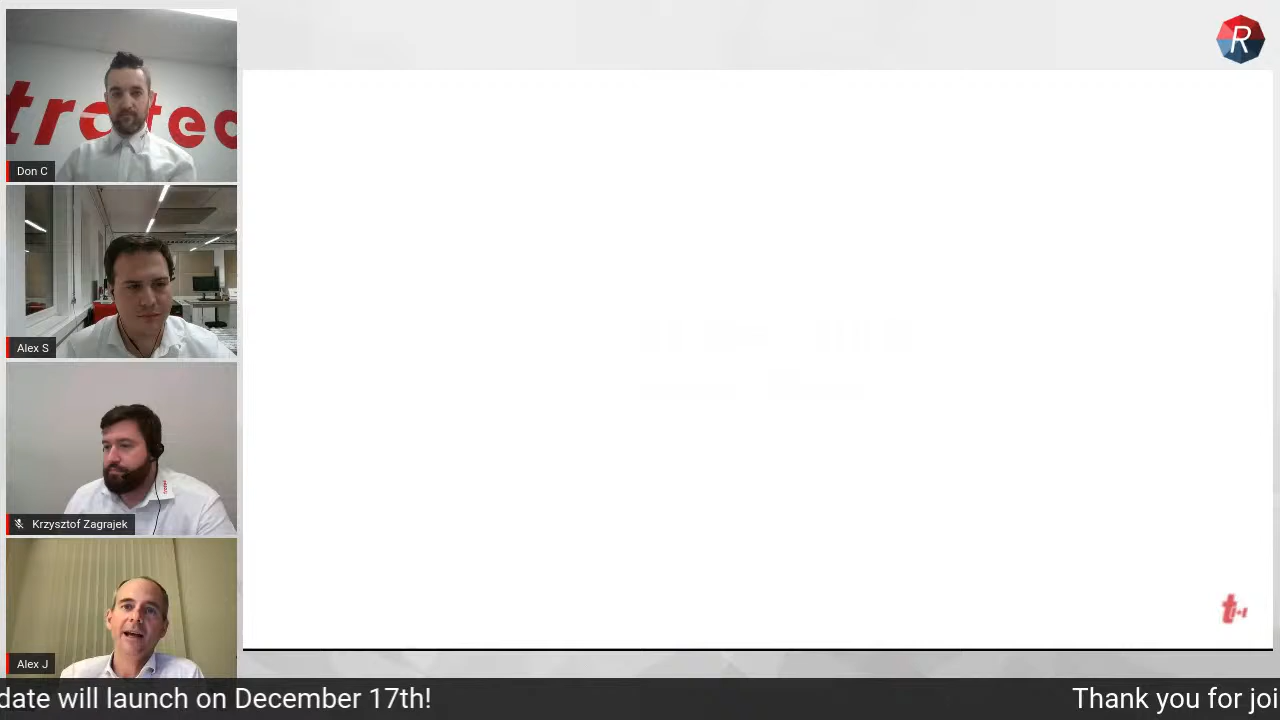 R
trotec
Don C
Alex S
Krzysztof Zagrajek
Alex J
date will launch on December 17th!
Thank you for joi